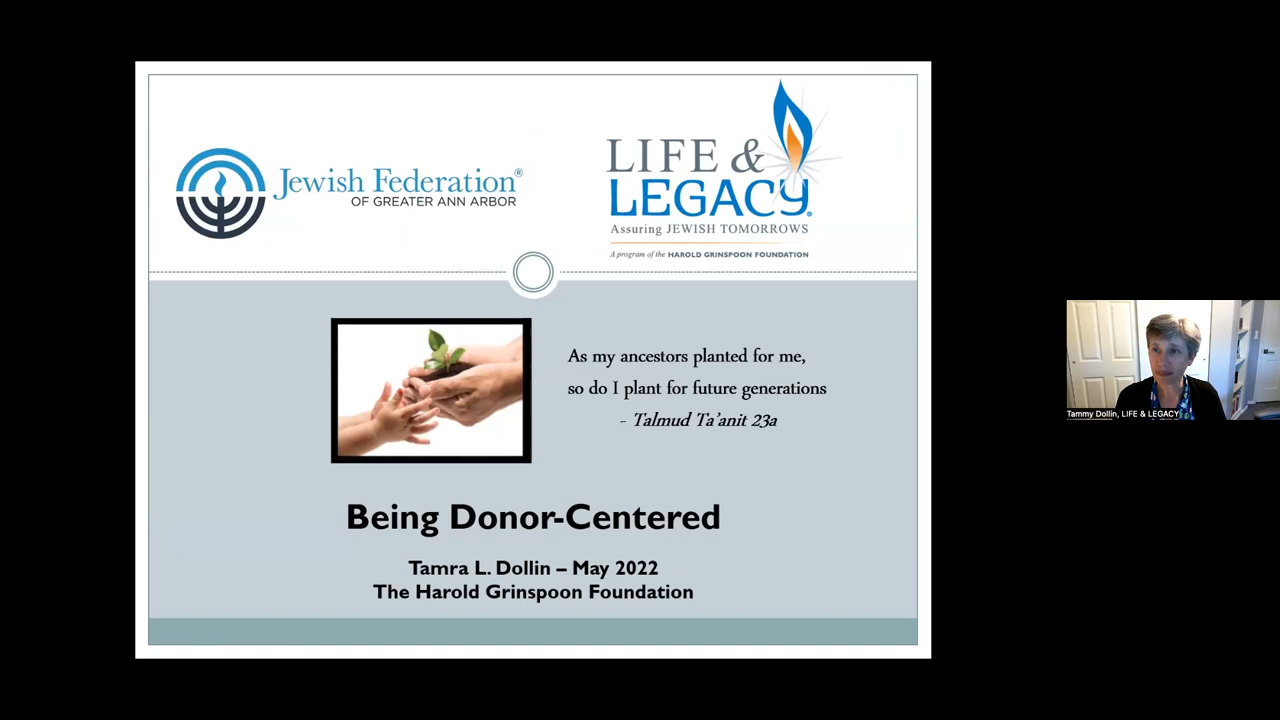 Jewish Federation®
OF GREATER ANN ARBOR
LIFE &
LEGACY®
Assuring JEWISH TOMORROWS
A program of the HAROLD GRINSPOON FOUNDATION
As my ancestors planted for me,
so do I plant for future generations
- Talmud Ta’anit 23a
Being Donor-Centered
Tamra L. Dollin – May 2022
The Harold Grinspoon Foundation
Tammy Dollin, LIFE & LEGACY